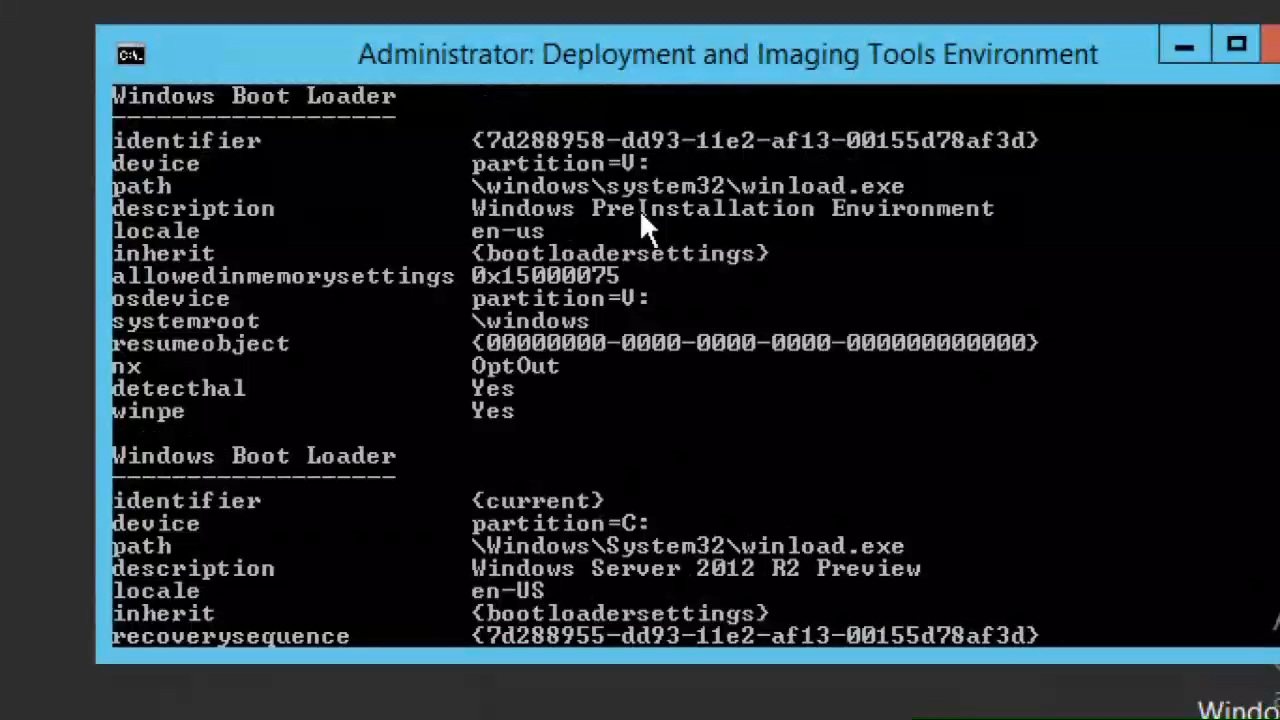 Administrator: Deployment and Imaging Tools Environment
Windows Boot Loader
-------------------
identifier {7d288958-dd93-11e2-af13-00155d78af3d}
device partition=V:
path \windows\system32\winload.exe
description Windows PreInstallation Environment
locale en-us
inherit {bootloadersettings}
allowedinmemorysettings 0x15000075
osdevice partition=V:
systemroot \windows
resumeobject {00000000-0000-0000-0000-000000000000}
nx OptOut
detecthal Yes
winpe Yes
Windows Boot Loader
-------------------
identifier {current}
device partition=C:
path \Windows\System32\winload.exe
description Windows Server 2012 R2 Preview
locale en-US
inherit {bootloadersettings}
recoverysequence {7d288955-dd93-11e2-af13-00155d78af3d}